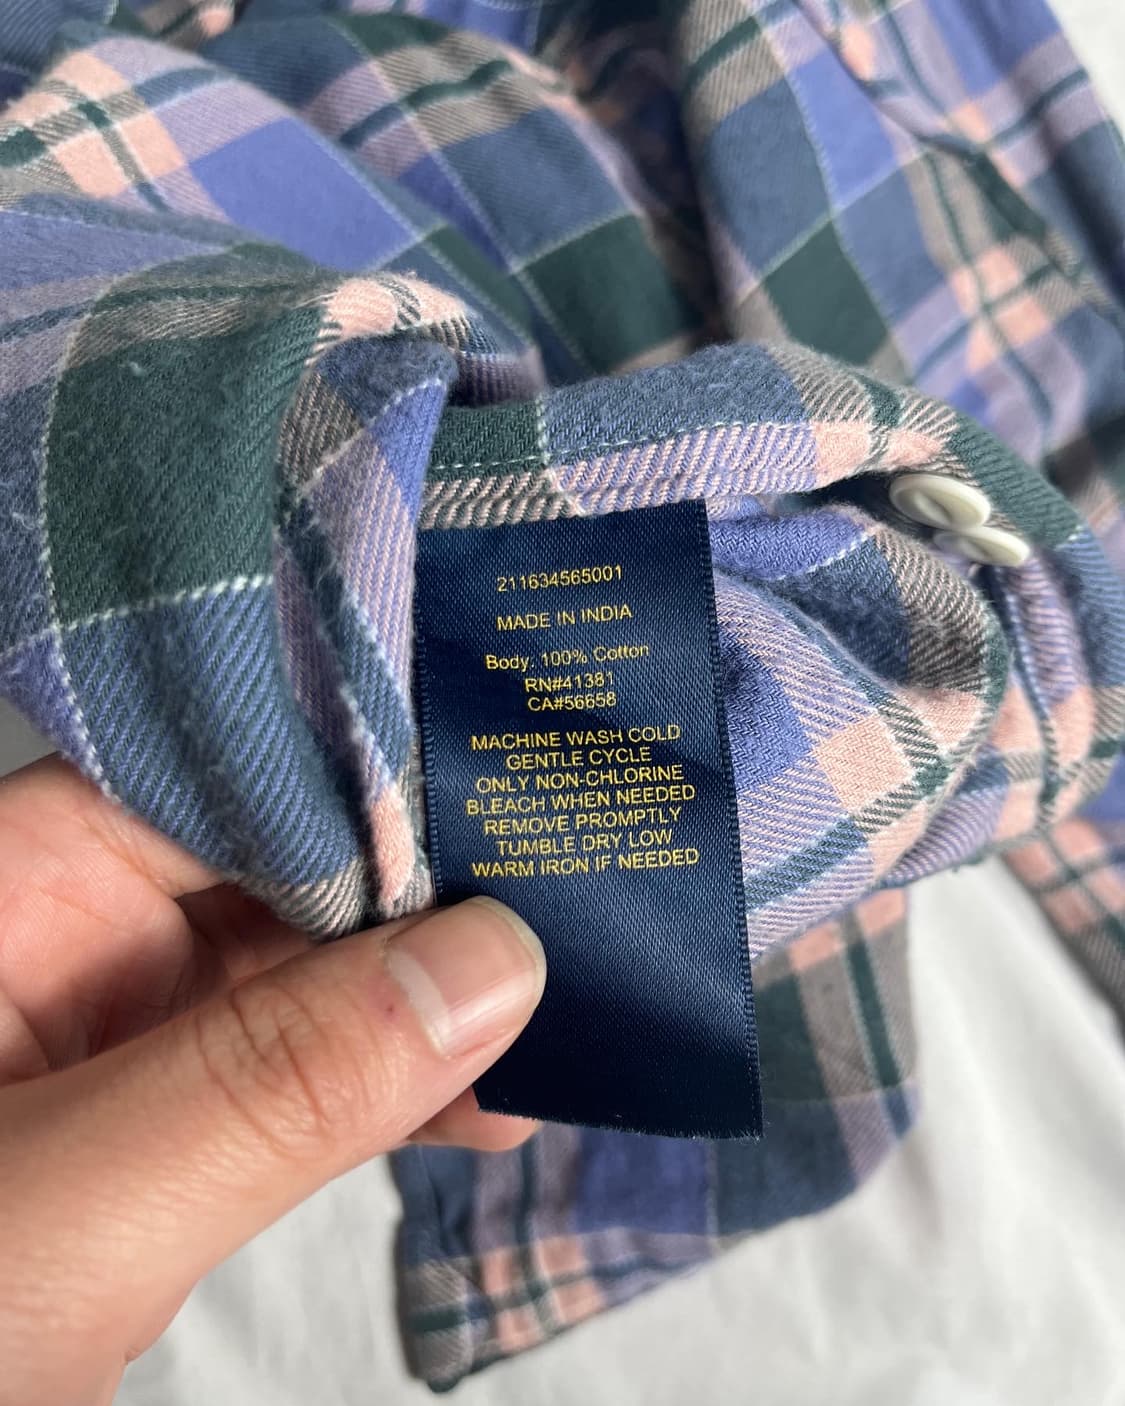 211634565001
MADE IN INDIA
Body: 100% Cotton
RN#41381
CA#56658
MACHINE WASH COLD
GENTLE CYCLE
ONLY NON-CHLORINE
BLEACH WHEN NEEDED
REMOVE PROMPTLY
TUMBLE DRY LOW
WARM IRON IF NEEDED